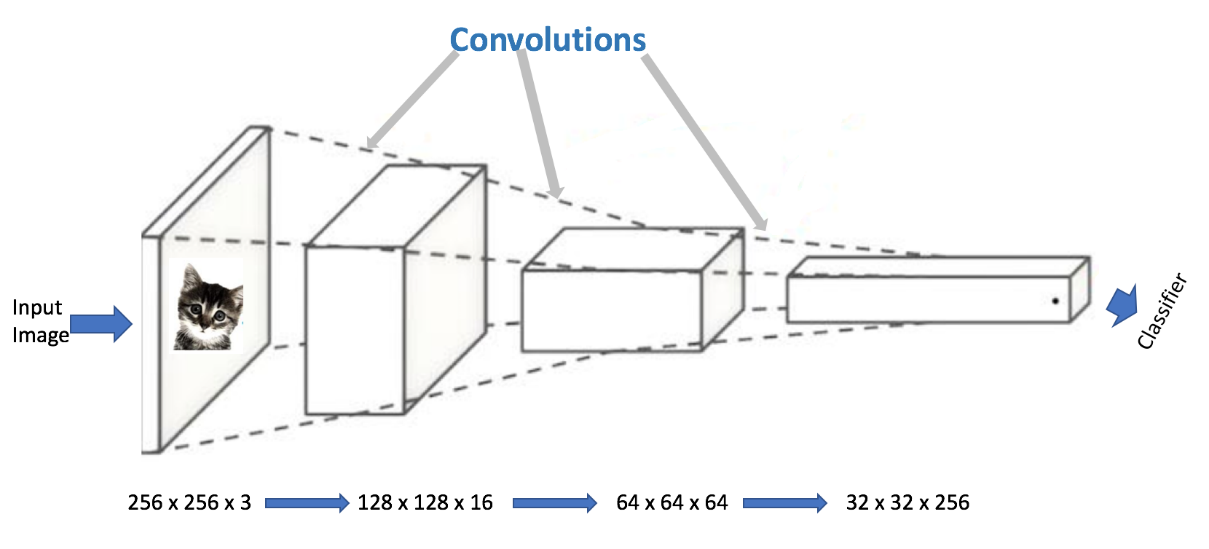 Convolutions
Input
Image
Classifier
256 x 256 x 3
128 x 128 x 16
64 x 64 x 64
32 x 32 x 256